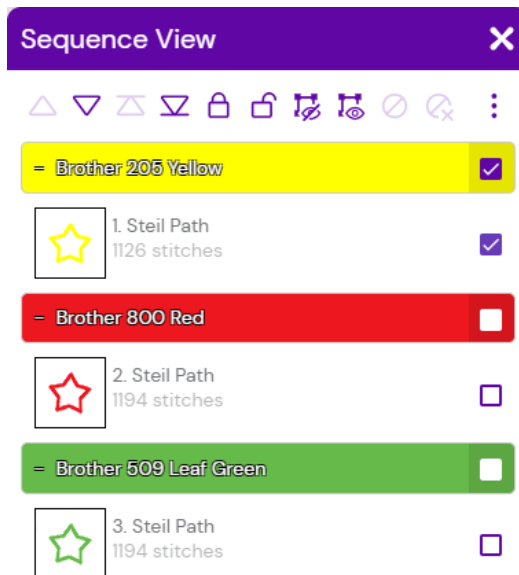 Sequence View
Brother 205 Yellow
1. Steil Path
1126 stitches
Brother 800 Red
2. Steil Path
1194 stitches
Brother 509 Leaf Green
3. Steil Path
1194 stitches